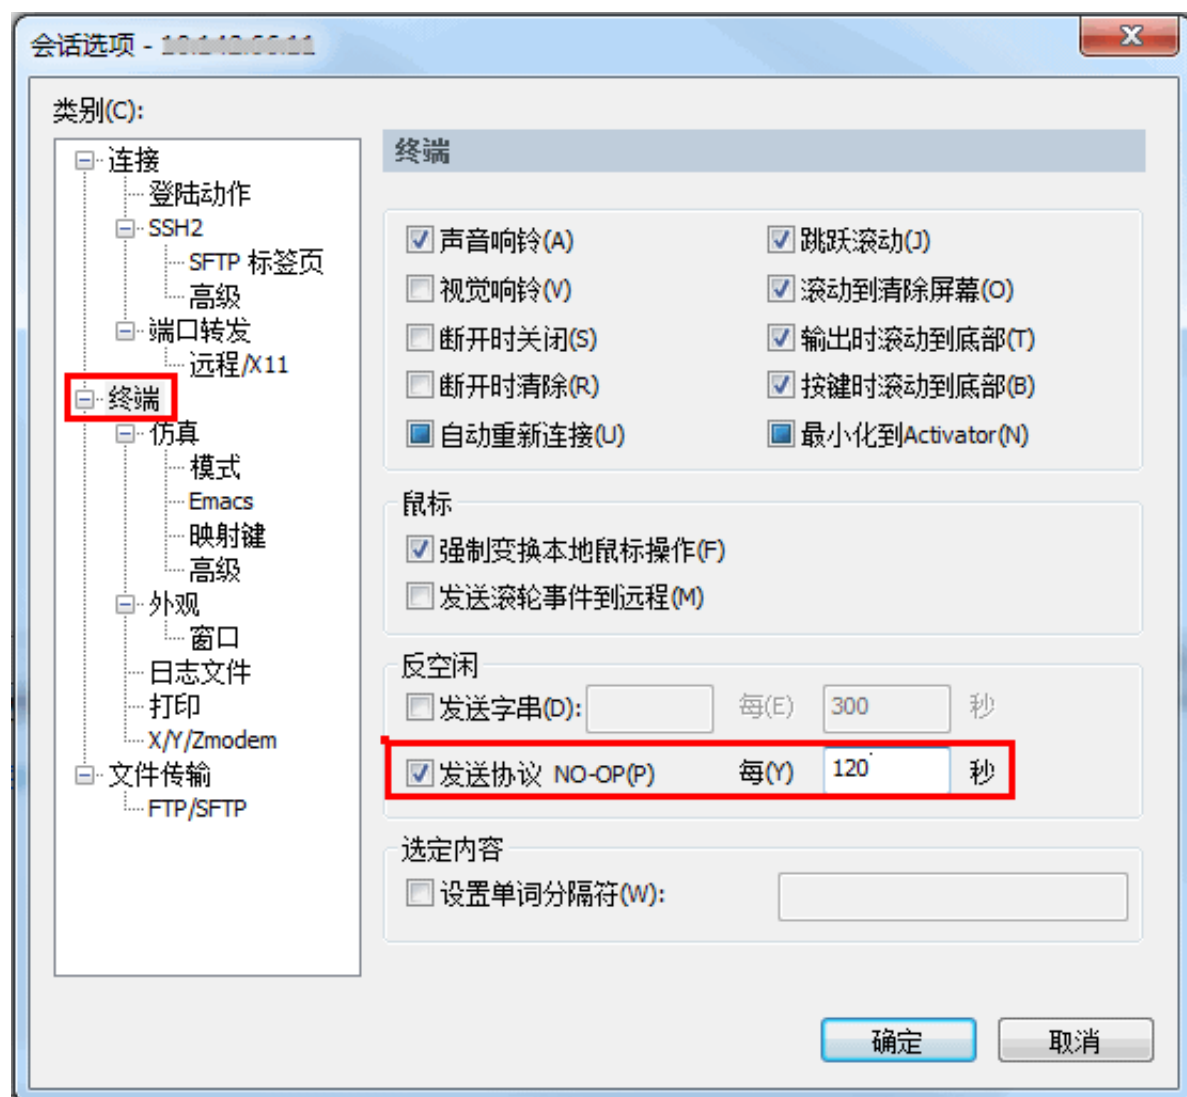 会话选项 -
类别(C):
连接
登陆动作
SSH2
SFTP 标签页
高级
端口转发
远程/X11
终端
仿真
模式
Emacs
映射键
高级
外观
窗口
日志文件
打印
X/Y/Zmodem
文件传输
FTP/SFTP
终端
声音响铃(A) 跳跃滚动(J)
视觉响铃(V) 滚动到清除屏幕(O)
断开时关闭(S) 输出时滚动到底部(T)
断开时清除(R) 按键时滚动到底部(B)
自动重新连接(U) 最小化到Activator(N)
鼠标
强制变换本地鼠标操作(F)
发送滚轮事件到远程(M)
反空闲
发送字串(D): 每(E) 300 秒
发送协议 NO-OP(P) 每(Y) 120 秒
选定内容
设置单词分隔符(W):
确定 取消